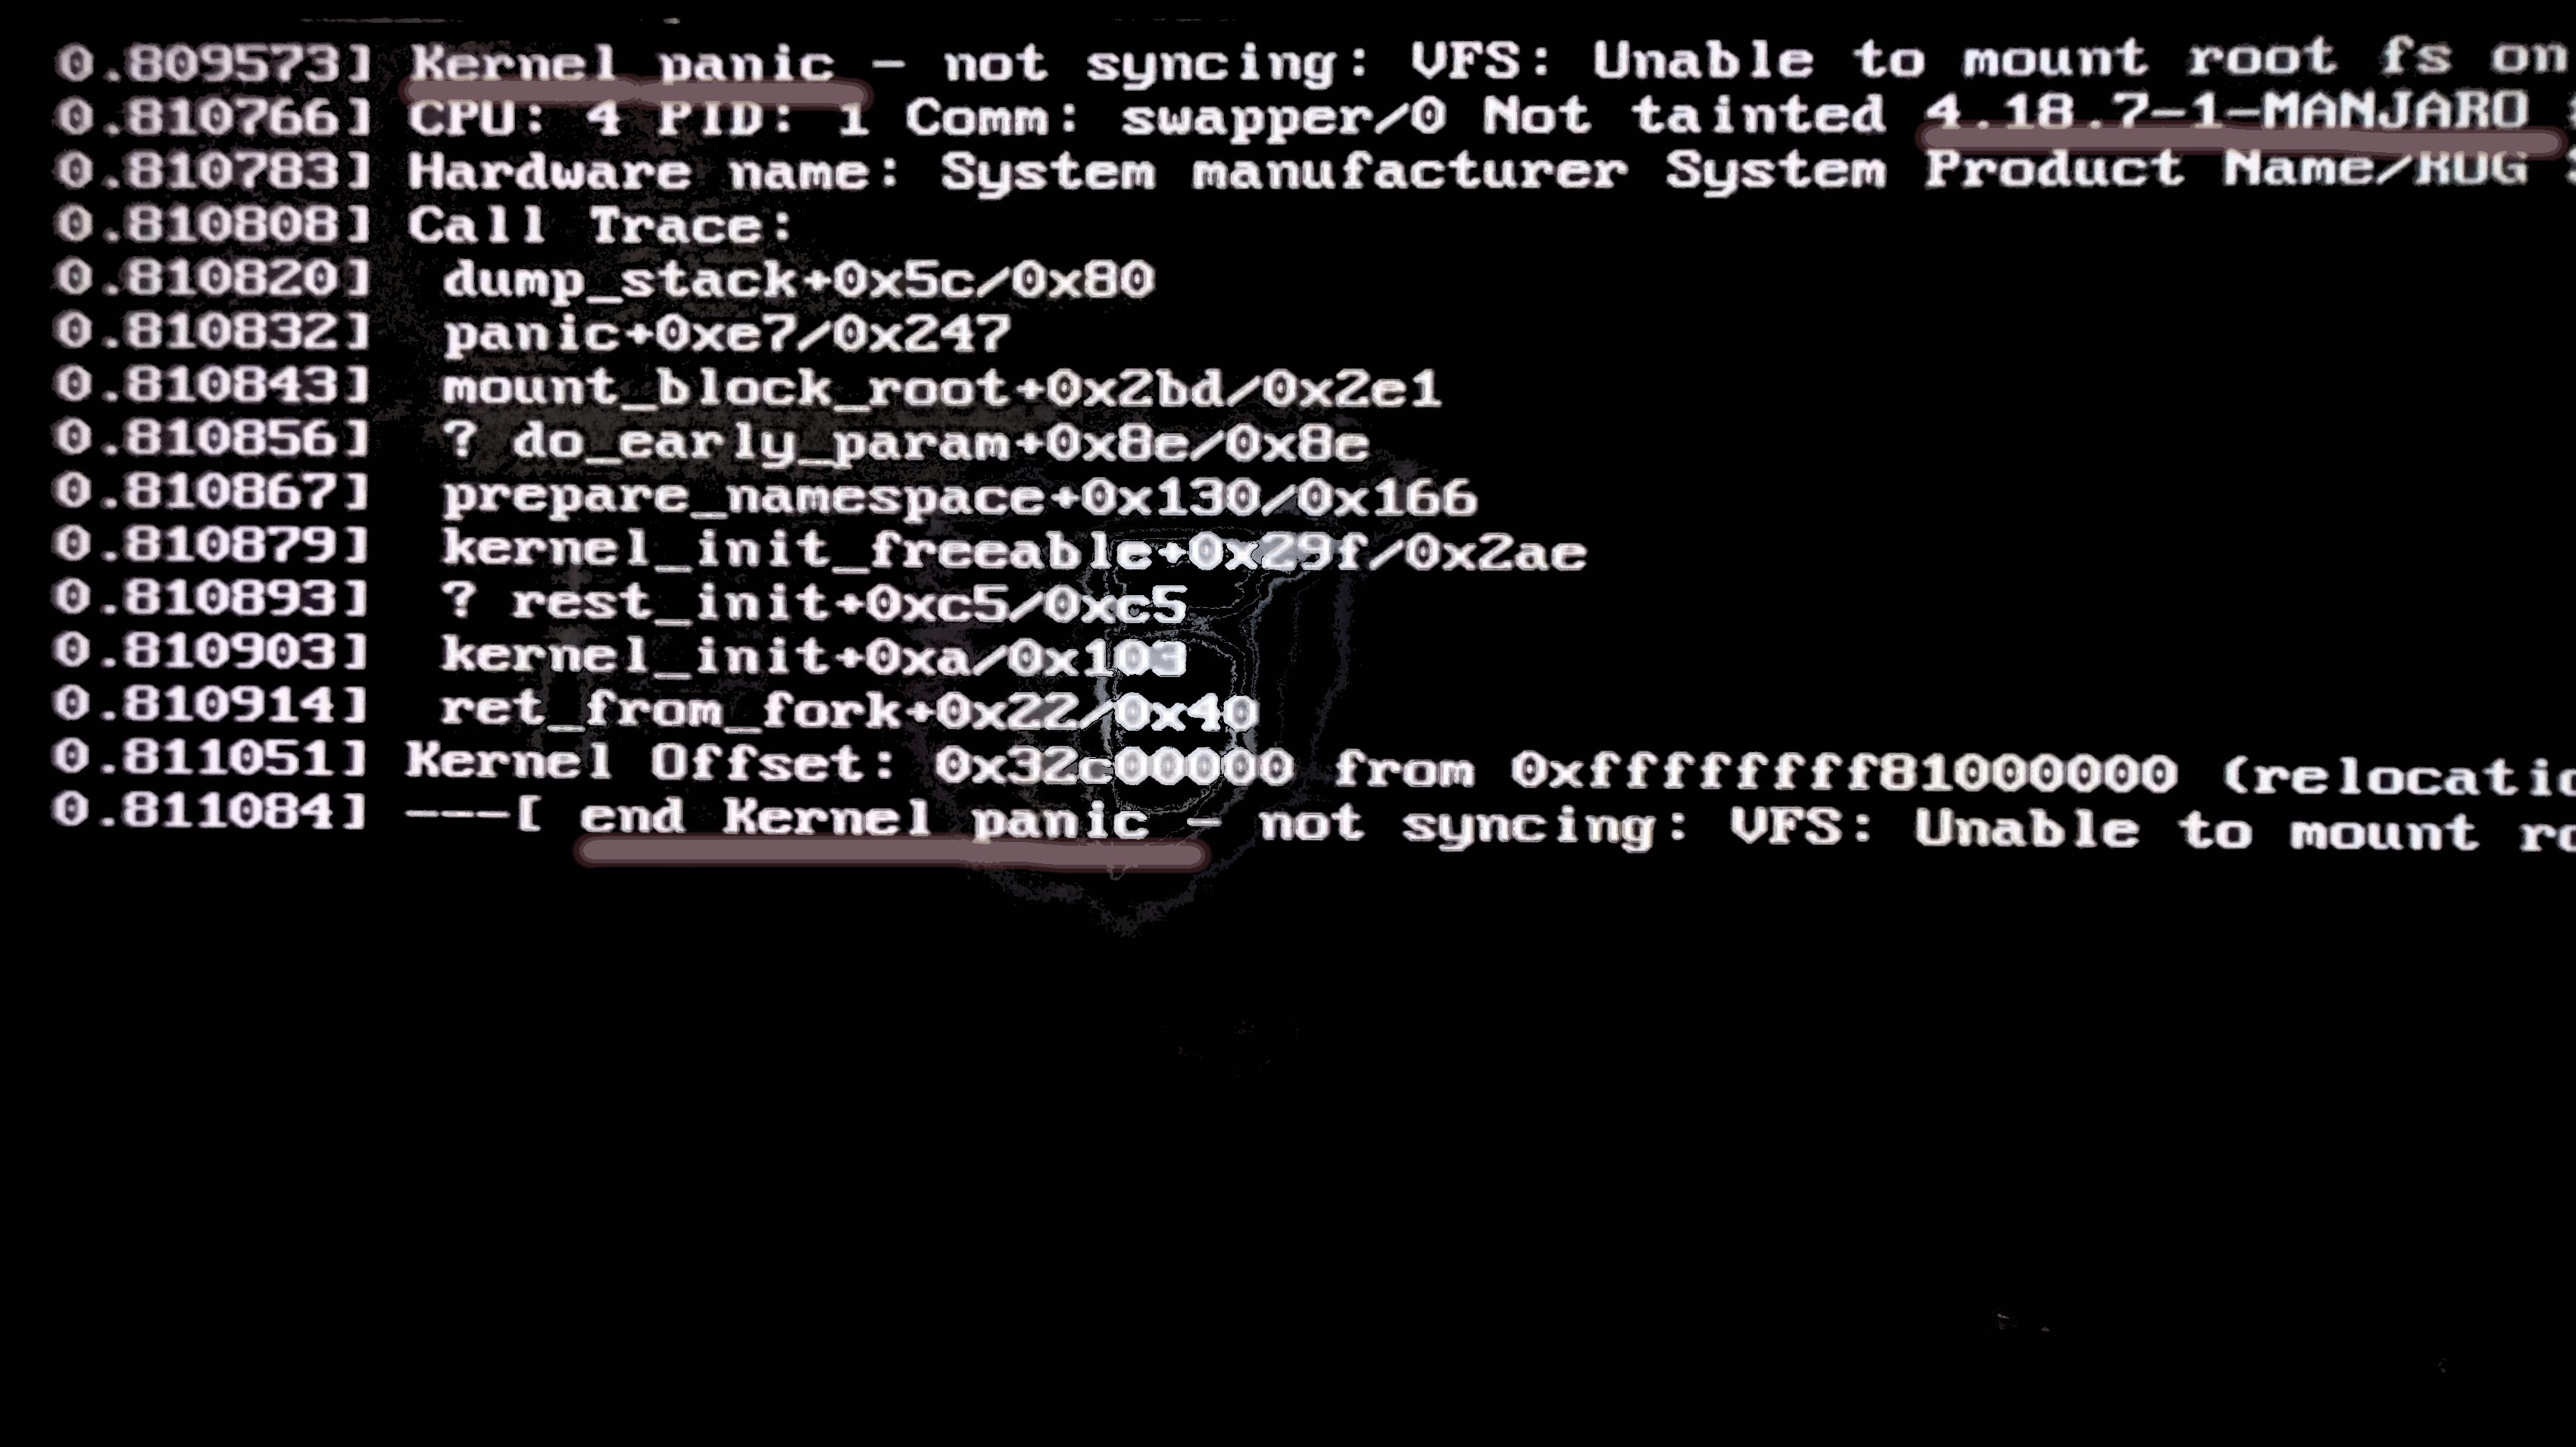 0.809573] Kernel panic - not syncing: VFS: Unable to mount root fs on
0.810766] CPU: 4 PID: 1 Comm: swapper/0 Not tainted 4.18.7-1-MANJARO
0.810783] Hardware name: System manufacturer System Product Name/ROG
0.810808] Call Trace:
0.810820]  dump_stack+0x5c/0x80
0.810832]  panic+0xe7/0x247
0.810843]  mount_block_root+0x2bd/0x2e1
0.810856]  ? do_early_param+0x8e/0x8e
0.810867]  prepare_namespace+0x130/0x166
0.810879]  kernel_init_freeable+0x29f/0x2ae
0.810893]  ? rest_init+0xc5/0xc5
0.810903]  kernel_init+0xa/0x103
0.810914]  ret_from_fork+0x22/0x40
0.811051] Kernel Offset: 0x32c00000 from 0xffffffff81000000 (relocatio
0.811084] ---[ end Kernel panic - not syncing: VFS: Unable to mount ro